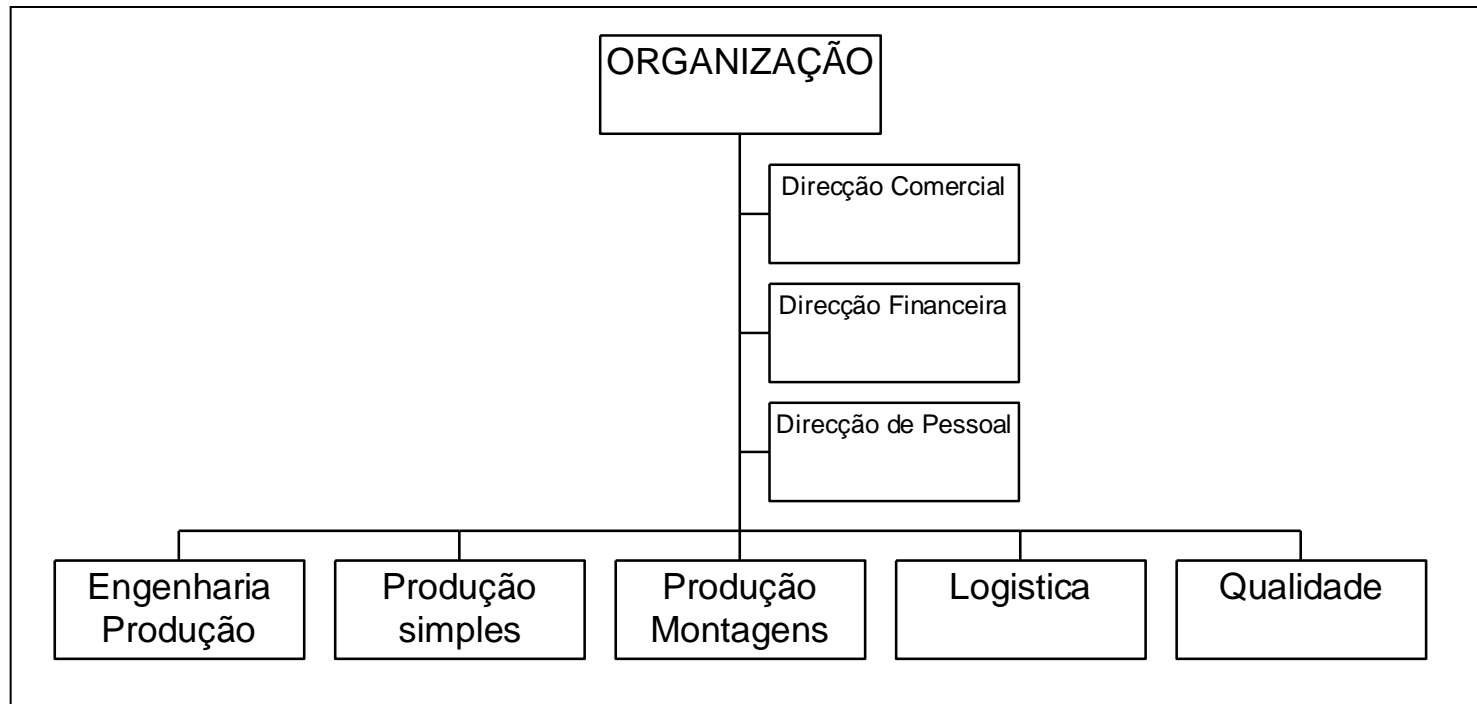 ORGANIZAÇÃO
Direcção Comercial
Direcção Financeira
Direcção de Pessoal
Engenharia
Produção
Produção
simples
Produção
Montagens
Logistica
Qualidade